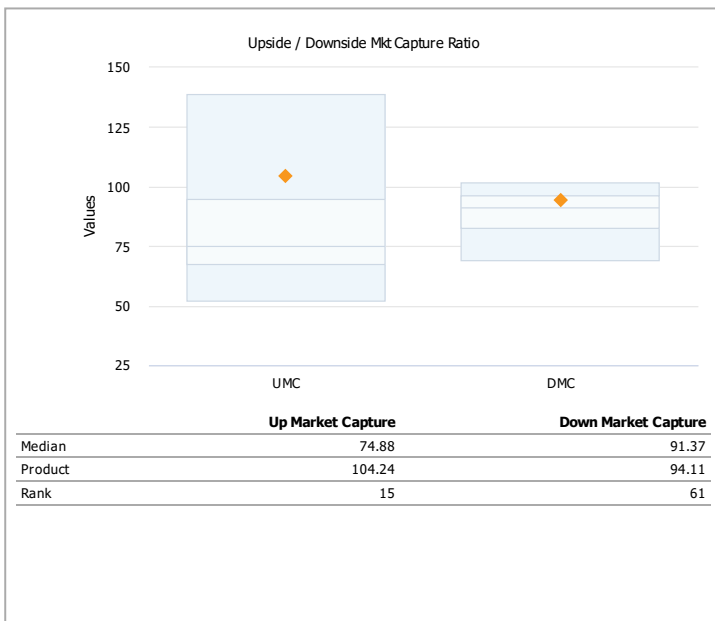 Upside / Downside Mkt Capture Ratio
150
125
100
75
50
25
Values
UMC DMC
Up Market Capture Down Market Capture
Median 74.88 91.37
Product 104.24 94.11
Rank 15 61